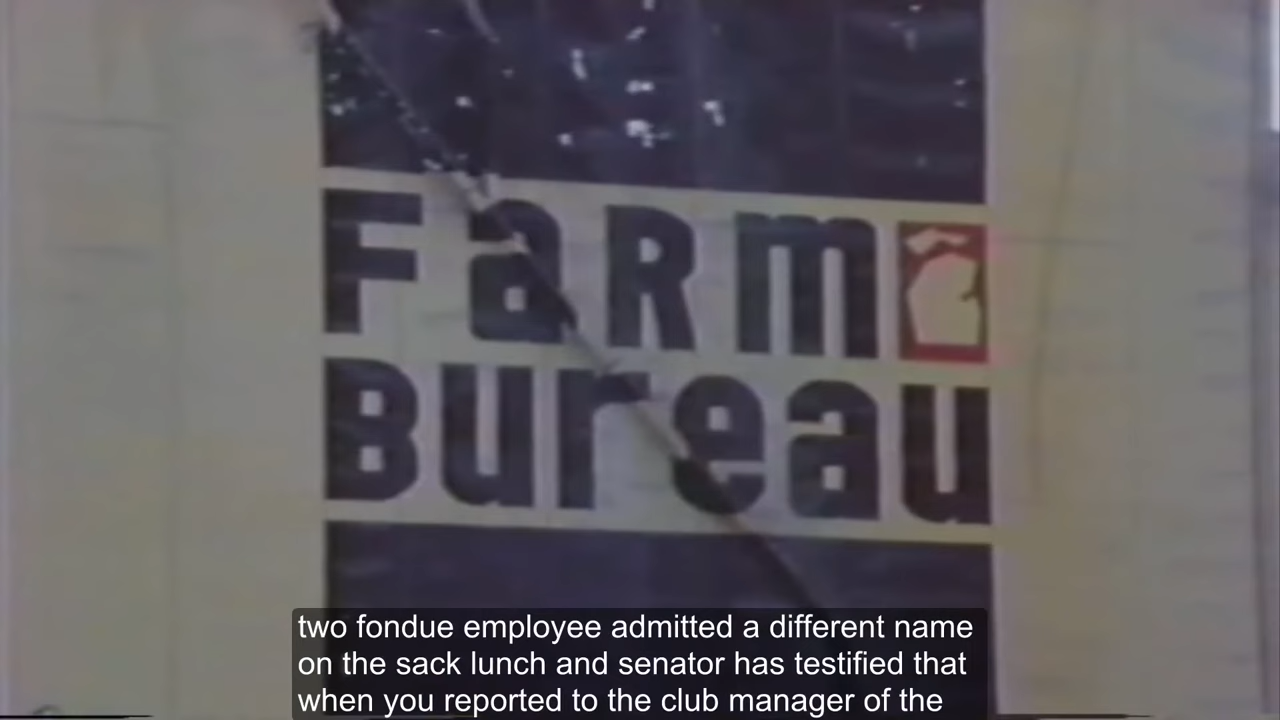 Farm
Bureau
two fondue employee admitted a different name
on the sack lunch and senator has testified that
when you reported to the club manager of the